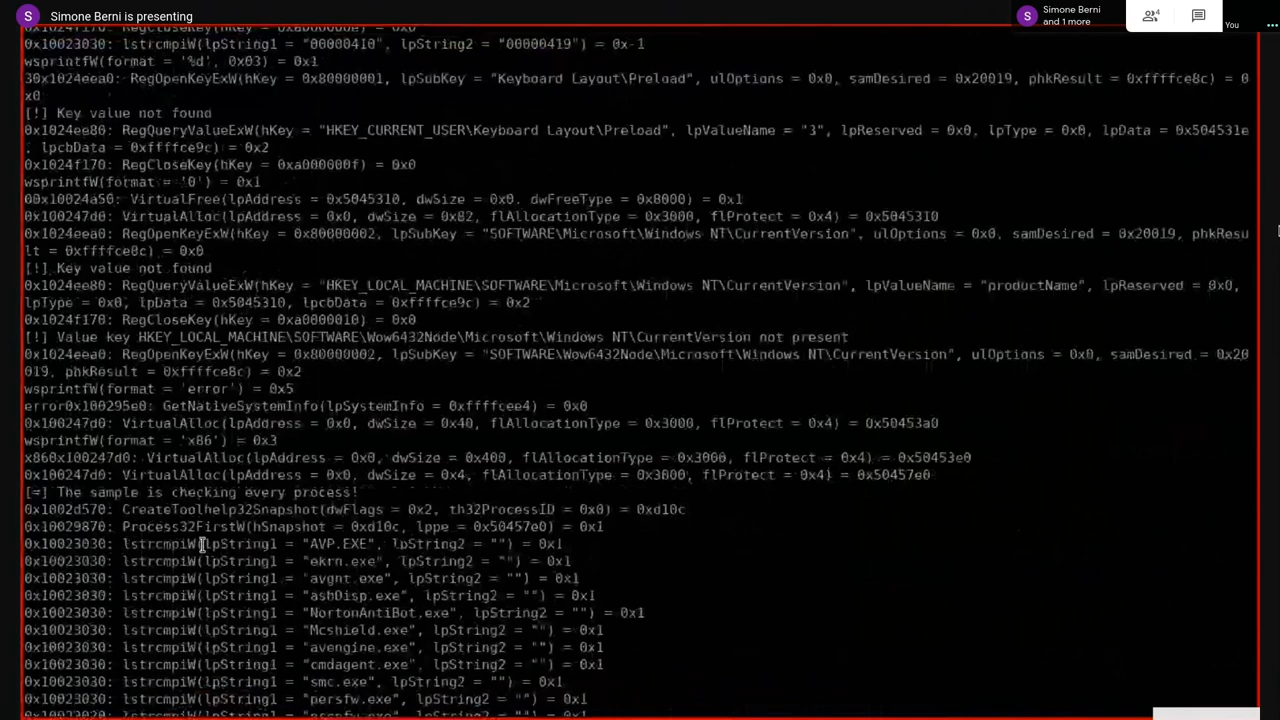 S Simone Berni is presenting
S Simone Berni and 1 more
4
You
0x10023030: lstrcmpiW(lpString1 = "00000410", lpString2 = "00000419") = 0x-1
wsprintfW(format = '%d', 0x03) = 0x1
30x1024eea0: RegOpenKeyExW(hKey = 0x80000001, lpSubKey = "Keyboard Layout\Preload", ulOptions = 0x0, samDesired = 0x20019, phkResult = 0xffffce8c) = 0
x0
[!] Key value not found
0x1024ee80: RegQueryValueExW(hKey = "HKEY_CURRENT_USER\Keyboard Layout\Preload", lpValueName = "3", lpReserved = 0x0, lpType = 0x0, lpData = 0x504531e
, lpcbData = 0xffffce9c) = 0x2
0x1024f170: RegCloseKey(hKey = 0xa000000f) = 0x0
wsprintfW(format = '0') = 0x1
00x10024a50: VirtualFree(lpAddress = 0x5045310, dwSize = 0x0, dwFreeType = 0x8000) = 0x1
0x100247d0: VirtualAlloc(lpAddress = 0x0, dwSize = 0x82, flAllocationType = 0x3000, flProtect = 0x4) = 0x5045310
0x1024eea0: RegOpenKeyExW(hKey = 0x80000002, lpSubKey = "SOFTWARE\Microsoft\Windows NT\CurrentVersion", ulOptions = 0x0, samDesired = 0x20019, phkResu
lt = 0xffffce8c) = 0x0
[!] Key value not found
0x1024ee80: RegQueryValueExW(hKey = "HKEY_LOCAL_MACHINE\SOFTWARE\Microsoft\Windows NT\CurrentVersion", lpValueName = "productName", lpReserved = 0x0,
lpType = 0x0, lpData = 0x5045310, lpcbData = 0xffffce9c) = 0x2
0x1024f170: RegCloseKey(hKey = 0xa0000010) = 0x0
[!] Value key HKEY_LOCAL_MACHINE\SOFTWARE\Wow6432Node\Microsoft\Windows NT\CurrentVersion not present
0x1024eea0: RegOpenKeyExW(hKey = 0x80000002, lpSubKey = "SOFTWARE\Wow6432Node\Microsoft\Windows NT\CurrentVersion", ulOptions = 0x0, samDesired = 0x20
019, phkResult = 0xffffce8c) = 0x2
wsprintfW(format = 'error') = 0x5
error0x100295e0: GetNativeSystemInfo(lpSystemInfo = 0xffffcee4) = 0x0
0x100247d0: VirtualAlloc(lpAddress = 0x0, dwSize = 0x40, flAllocationType = 0x3000, flProtect = 0x4) = 0x50453a0
wsprintfW(format = 'x86') = 0x3
x860x100247d0: VirtualAlloc(lpAddress = 0x0, dwSize = 0x400, flAllocationType = 0x3000, flProtect = 0x4) = 0x50453e0
0x100247d0: VirtualAlloc(lpAddress = 0x0, dwSize = 0x4, flAllocationType = 0x3000, flProtect = 0x4) = 0x50457e0
[=] The sample is checking every process!
0x1002d570: CreateToolhelp32Snapshot(dwFlags = 0x2, th32ProcessID = 0x0) = 0xd10c
0x10029870: Process32FirstW(hSnapshot = 0xd10c, lppe = 0x50457e0) = 0x1
0x10023030: lstrcmpiW(lpString1 = "AVP.EXE", lpString2 = "") = 0x1
0x10023030: lstrcmpiW(lpString1 = "ekrn.exe", lpString2 = "") = 0x1
0x10023030: lstrcmpiW(lpString1 = "avgnt.exe", lpString2 = "") = 0x1
0x10023030: lstrcmpiW(lpString1 = "ashDisp.exe", lpString2 = "") = 0x1
0x10023030: lstrcmpiW(lpString1 = "NortonAntiBot.exe", lpString2 = "") = 0x1
0x10023030: lstrcmpiW(lpString1 = "Mcshield.exe", lpString2 = "") = 0x1
0x10023030: lstrcmpiW(lpString1 = "avengine.exe", lpString2 = "") = 0x1
0x10023030: lstrcmpiW(lpString1 = "cmdagent.exe", lpString2 = "") = 0x1
0x10023030: lstrcmpiW(lpString1 = "smc.exe", lpString2 = "") = 0x1
0x10023030: lstrcmpiW(lpString1 = "persfw.exe", lpString2 = "") = 0x1